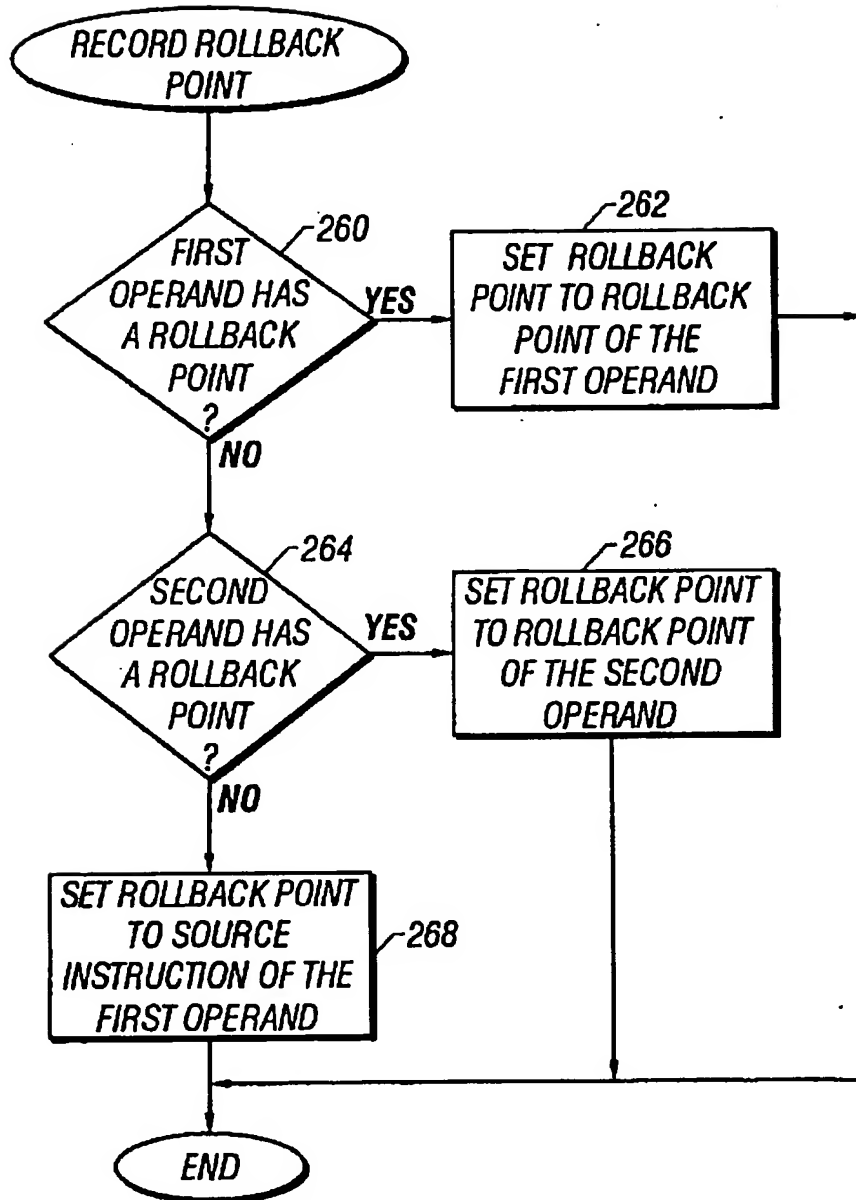 RECORD ROLLBACK
POINT
260
FIRST
OPERAND HAS
A ROLLBACK
POINT
?
YES
NO
262
SET ROLLBACK
POINT TO ROLLBACK
POINT OF THE
FIRST OPERAND
264
SECOND
OPERAND HAS
A ROLLBACK
POINT
?
YES
NO
266
SET ROLLBACK POINT
TO ROLLBACK POINT
OF THE SECOND
OPERAND
SET ROLLBACK POINT
TO SOURCE
INSTRUCTION OF THE
FIRST OPERAND
268
END